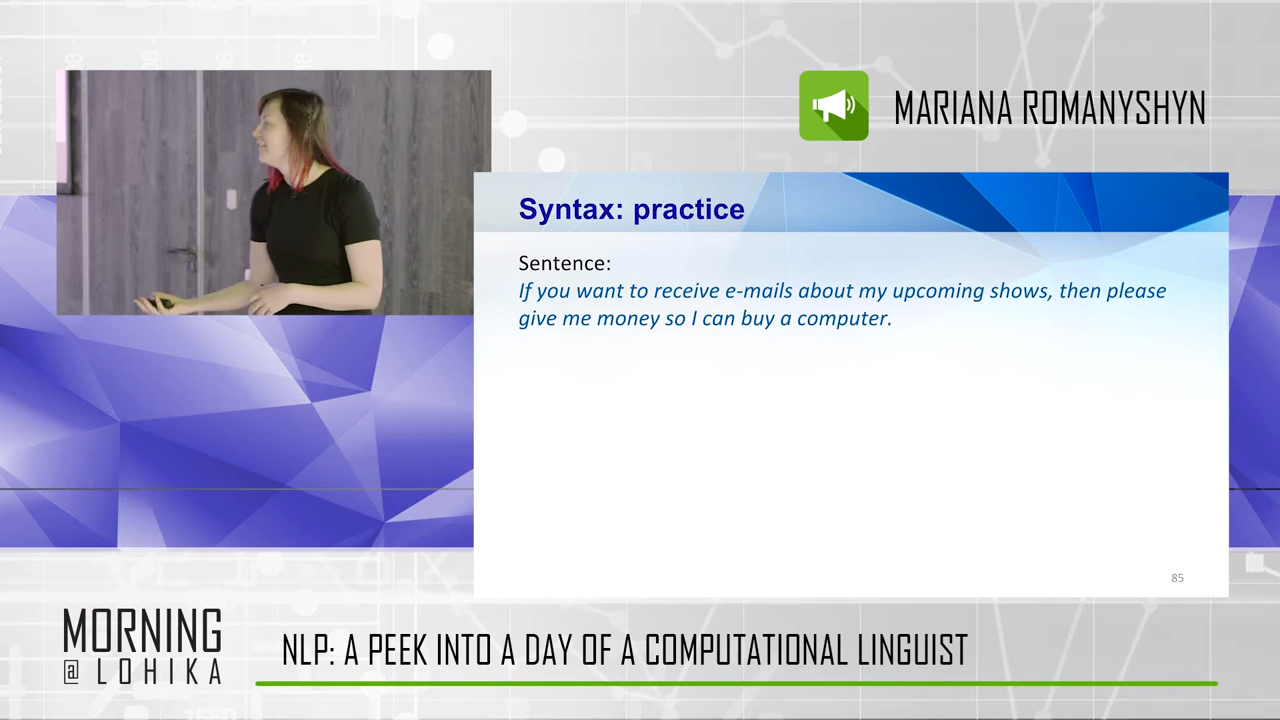 MARIANA ROMANYSHYN
Syntax: practice
Sentence:
If you want to receive e-mails about my upcoming shows, then please
give me money so I can buy a computer.
85
MORNING
@ LOHIKA
NLP: A PEEK INTO A DAY OF A COMPUTATIONAL LINGUIST